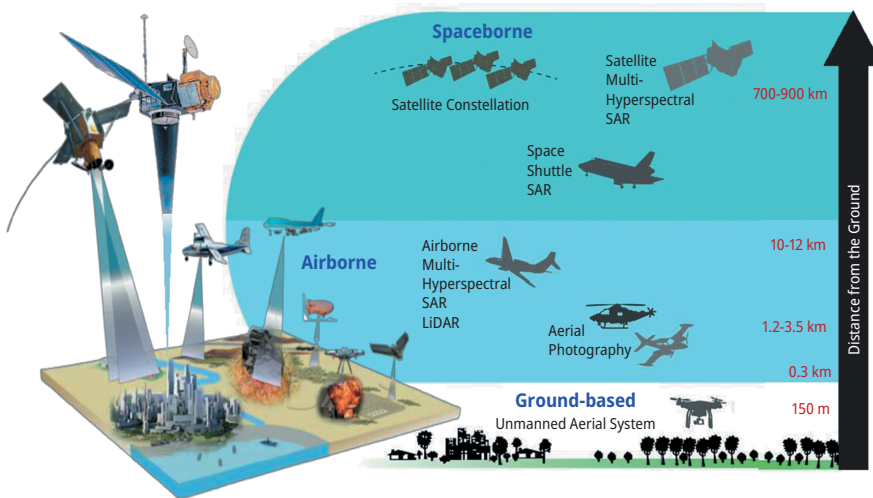 Spaceborne
Satellite Constellation
Satellite
Multi-
Hyperspectral
SAR
700-900 km
Space
Shuttle
SAR
Airborne
Airborne
Multi-
Hyperspectral
SAR
LiDAR
10-12 km
Aerial
Photography
1.2-3.5 km
0.3 km
Ground-based
Unmanned Aerial System
150 m
Distance from the Ground